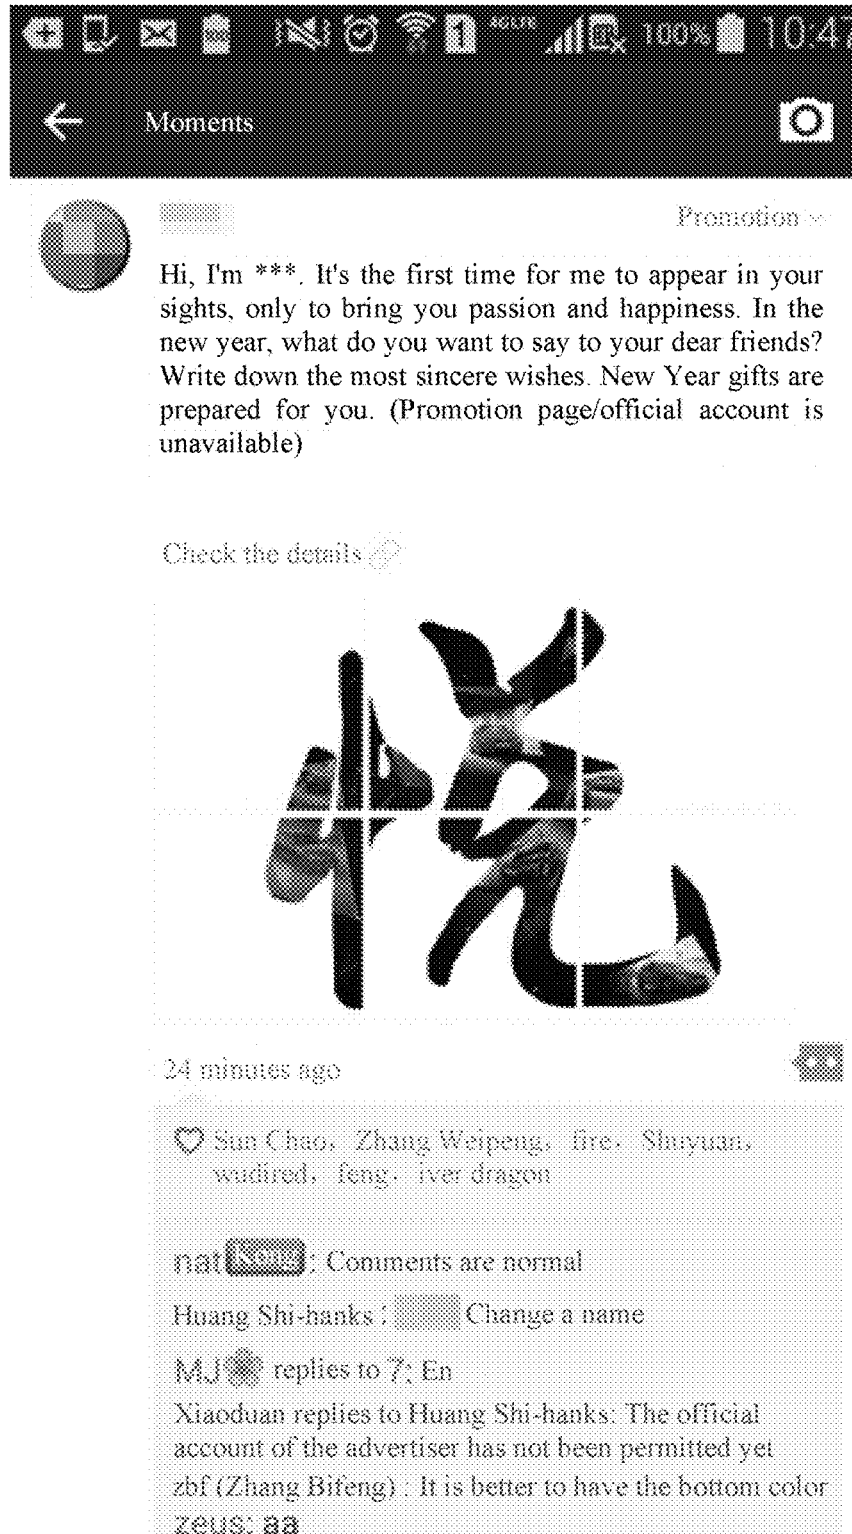 100% 10:47
Moments
Promotion
Hi, I'm ***. It's the first time for me to appear in your
sights, only to bring you passion and happiness. In the
new year, what do you want to say to your dear friends?
Write down the most sincere wishes. New Year gifts are
prepared for you. (Promotion page/official account is
unavailable)
Check the details
悦
24 minutes ago
Sun Chao, Zhang Weipeng, fire, Shuyuan,
wudired, feng, iver dragon
nat : Comments are normal
Huang Shi-hanks : Change a name
MJ replies to 7: En
Xiaoduan replies to Huang Shi-hanks: The official
account of the advertiser has not been permitted yet
zbf (Zhang Bifeng) : It is better to have the bottom color
zeus: aa